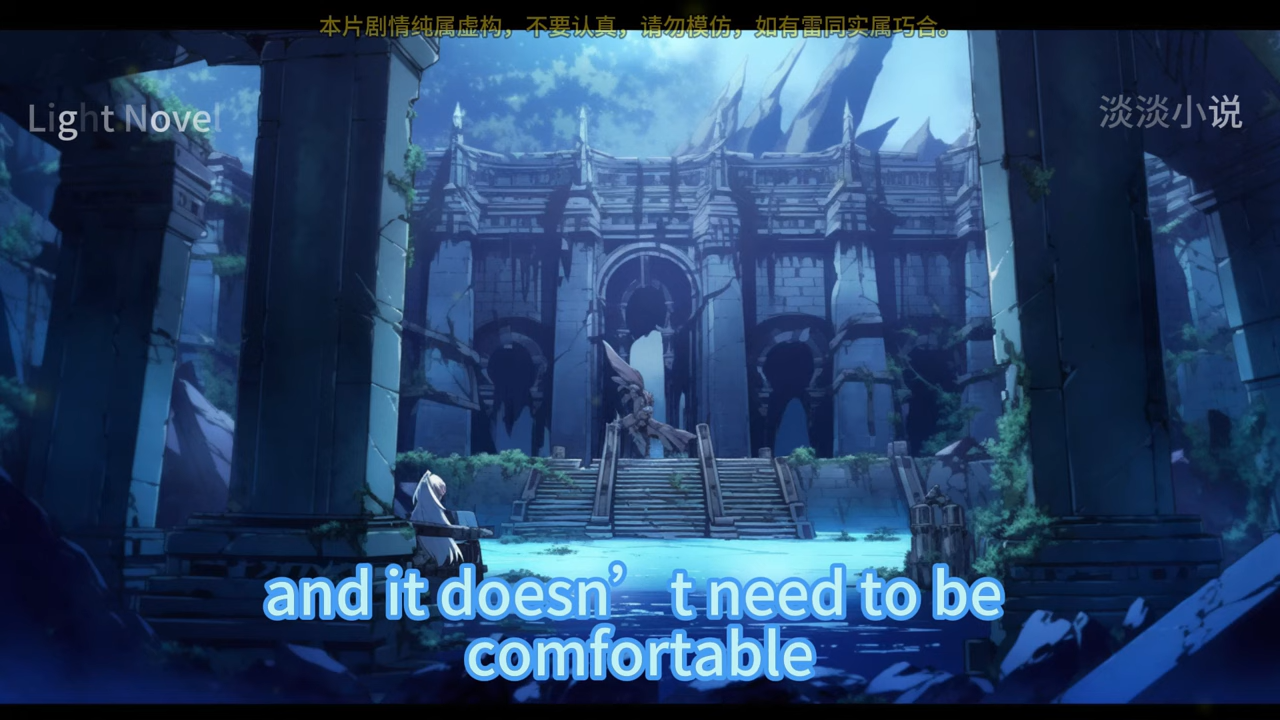 本片剧情纯属虚构，不要认真，请勿模仿，如有雷同实属巧合。
Light Novel
淡淡小说
and it doesn’t need to be
comfortable